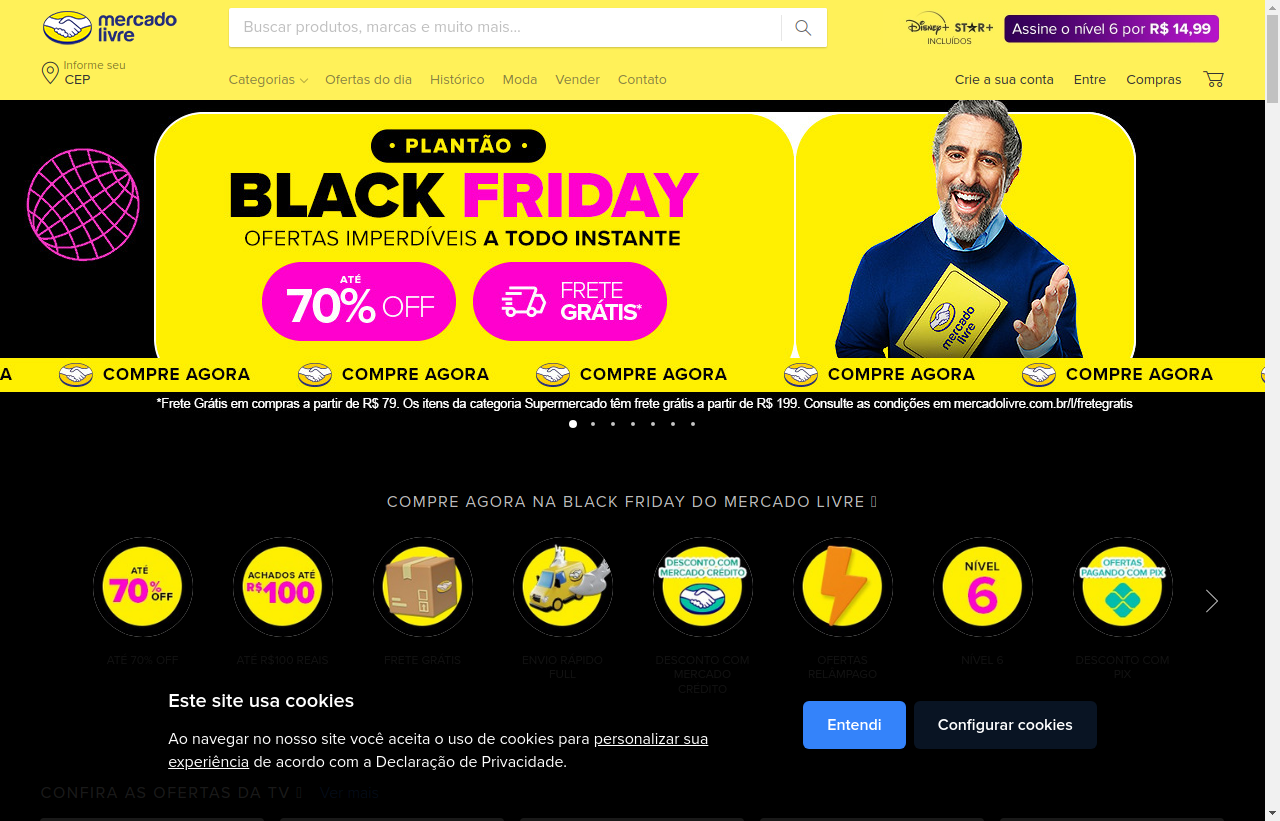 mercado
livre
Buscar produtos, marcas e muito mais...
Disney+ STAR+
INCLUÍDOS
Assine o nível 6 por R$ 14,99
Informe seu
CEP
Categorias
Ofertas do dia
Histórico
Moda
Vender
Contato
Crie a sua conta
Entre
Compras
• PLANTÃO •
BLACK FRIDAY
OFERTAS IMPERDÍVEIS A TODO INSTANTE
ATÉ
70% OFF
FRETE
GRÁTIS*
mercado
livre
A COMPRE AGORA COMPRE AGORA COMPRE AGORA COMPRE AGORA COMPRE AGORA
*Frete Grátis em compras a partir de R$ 79. Os itens da categoria Supermercado têm frete grátis a partir de R$ 199. Consulte as condições em mercadolivre.com.br/l/fretegratis
COMPRE AGORA NA BLACK FRIDAY DO MERCADO LIVRE
ATÉ
70% OFF
ACHADOS ATÉ
R$100
DESCONTO COM
MERCADO CRÉDITO
NÍVEL
6
OFERTAS
PAGANDO COM PIX
ATE 70% OFF
ATE R$100 REAIS
FRETE GRATIS
ENVIO RAPIDO
FULL
DESCONTO COM
MERCADO
CRÉDITO
OFERTAS
RELÂMPAGO
NIVEL 6
DESCONTO COM
PIX
Este site usa cookies
Ao navegar no nosso site você aceita o uso de cookies para personalizar sua
experiência de acordo com a Declaração de Privacidade.
Entendi
Configurar cookies
CONFIRA AS OFERTAS DA TV
Ver mais